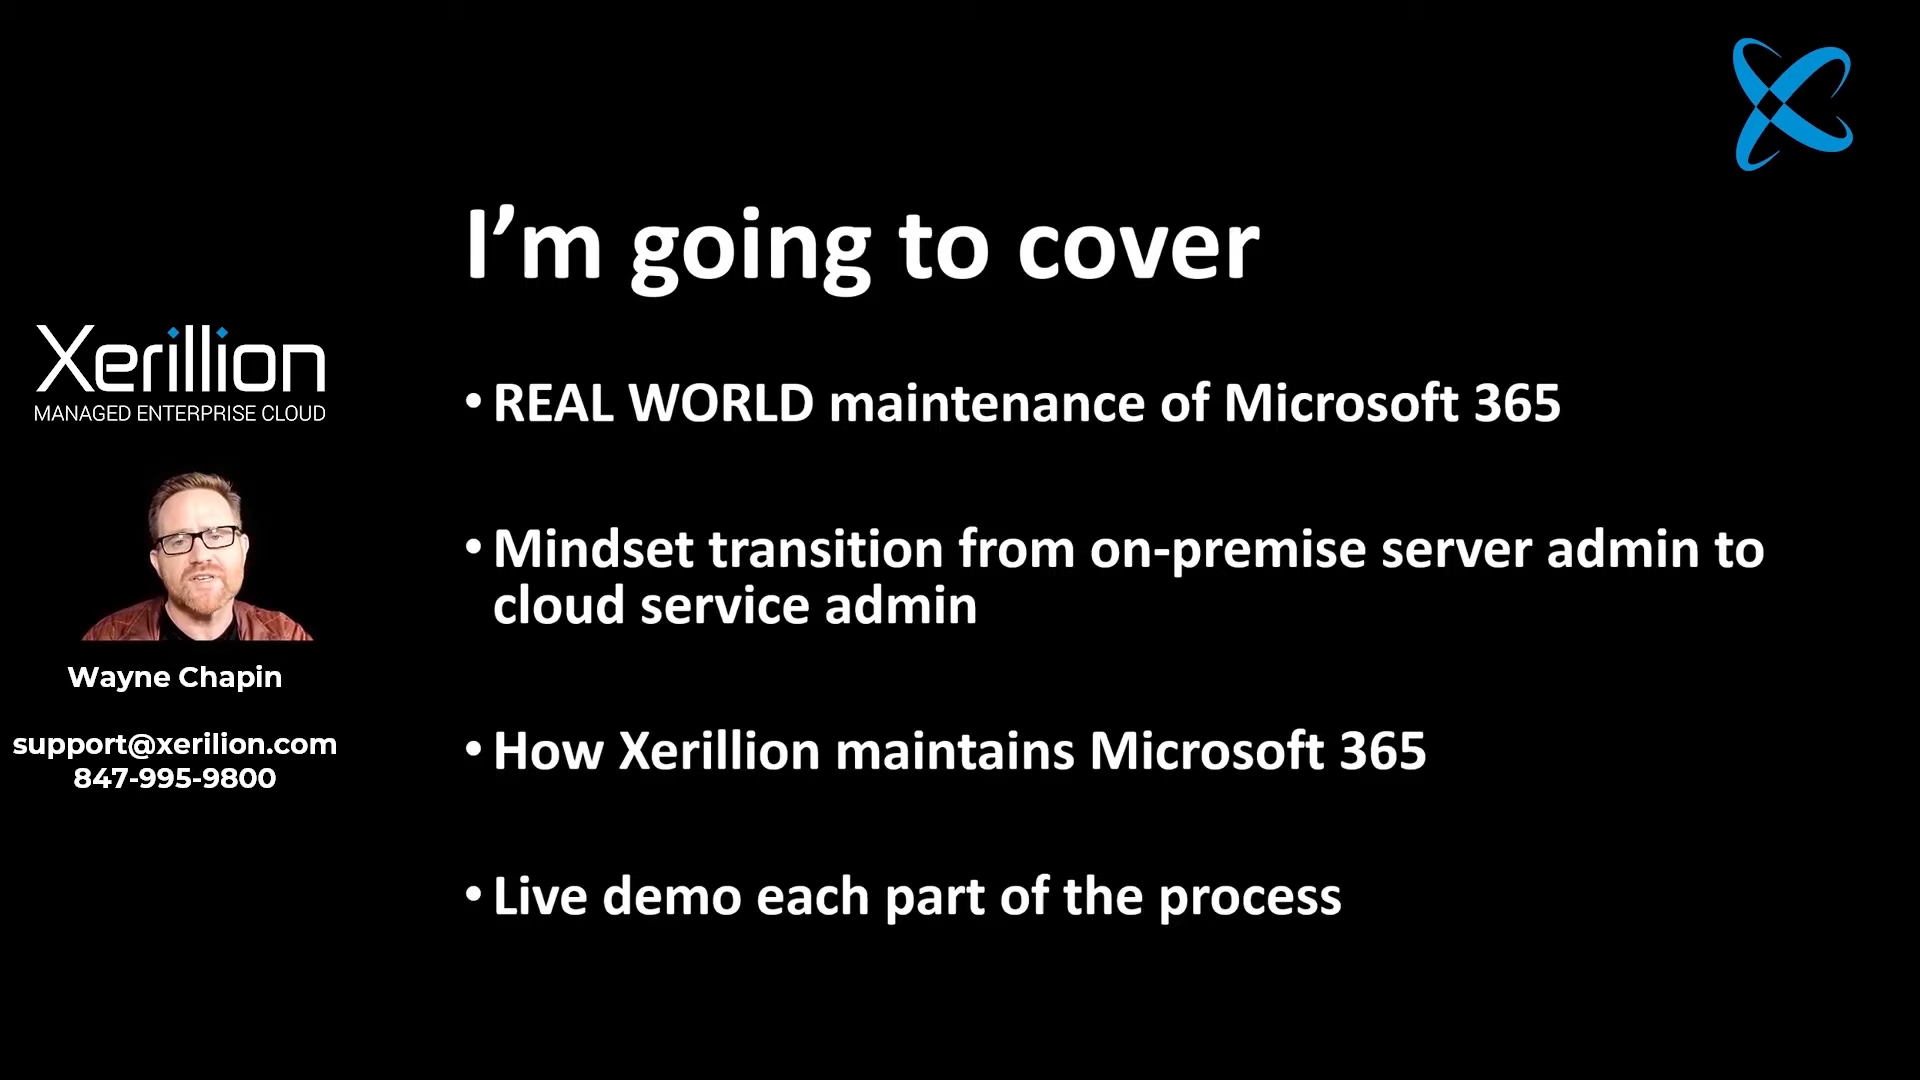 Xerillion
MANAGED ENTERPRISE CLOUD
Wayne Chapin
support@xerilion.com
847-995-9800
I’m going to cover
• REAL WORLD maintenance of Microsoft 365
• Mindset transition from on-premise server admin to
cloud service admin
• How Xerillion maintains Microsoft 365
• Live demo each part of the process